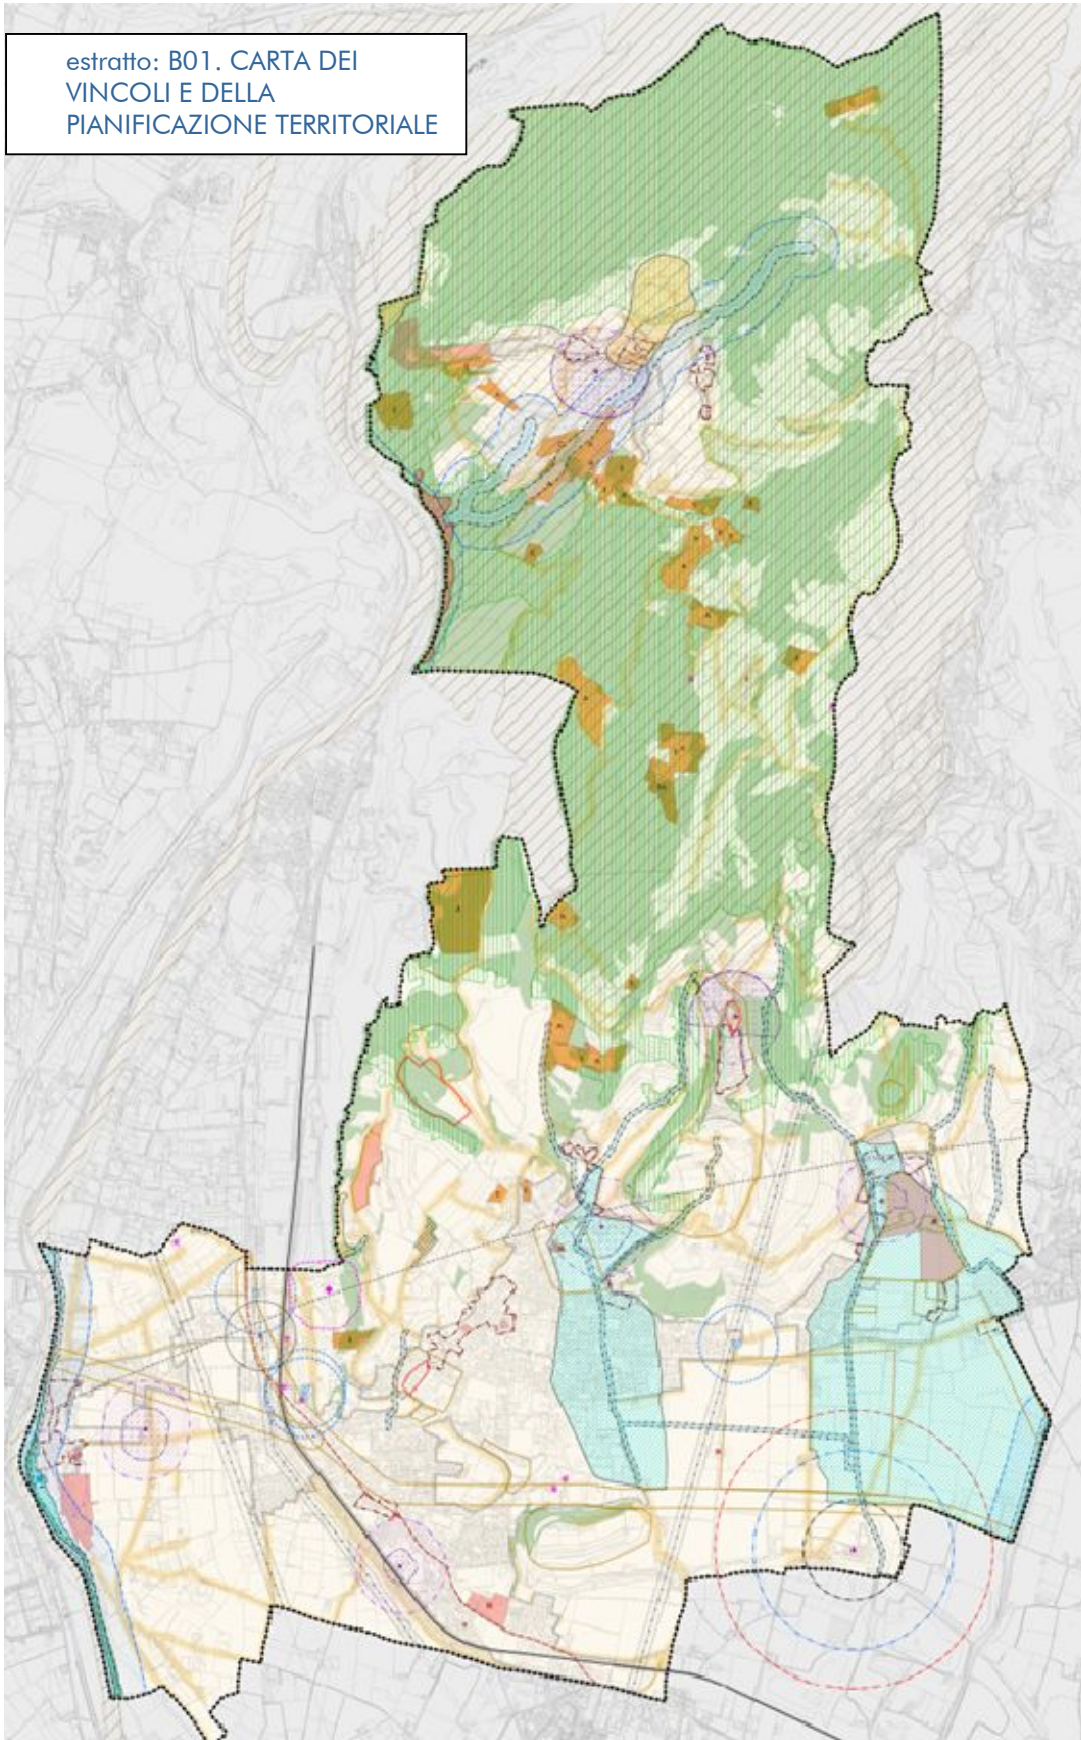 estratto: B01. CARTA DEI
VINCOLI E DELLA
PIANIFICAZIONE TERRITORIALE